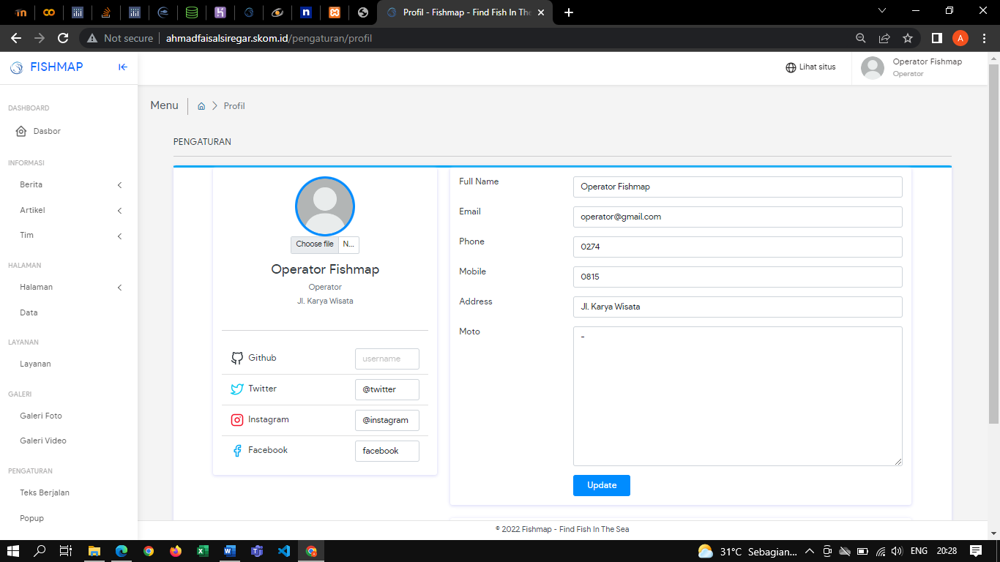 Profil - Fishmap - Find Fish In The
Not secure
ahmadfaisalsiregar.skom.id/pengaturan/profil
A
FISHMAP
Lihat situs
Operator Fishmap
Operator
Menu
Profil
DASHBOARD
Dasbor
INFORMASI
Berita
Artikel
Tim
HALAMAN
Halaman
Data
LAYANAN
Layanan
GALERI
Galeri Foto
Galeri Video
PENGATURAN
Teks Berjalan
Popup
PENGATURAN
Choose file N...
Operator Fishmap
Operator
Jl. Karya Wisata
Github username
Twitter @twitter
Instagram @instagram
Facebook facebook
Full Name Operator Fishmap
Email operator@gmail.com
Phone 0274
Mobile 0815
Address Jl. Karya Wisata
Moto -
Update
© 2022 Fishmap - Find Fish In The Sea
31°C Sebagian... ENG 20:28